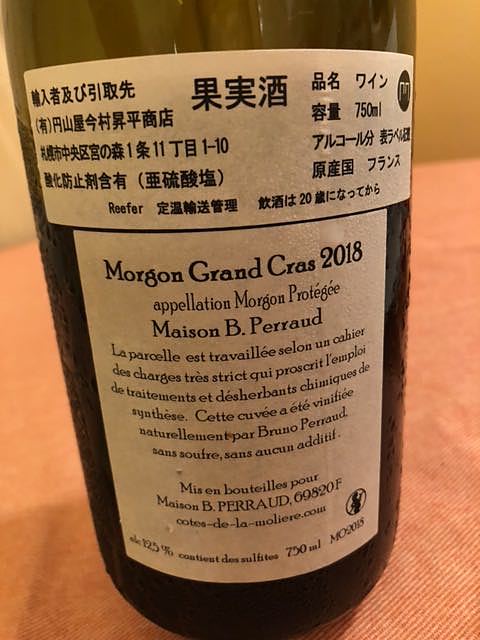 輸入者及び引取先
(有)円山屋今村昇平商店
札幌市中央区宮の森1条11丁目1-10
酸化防止剤含有(亜硫酸塩)
果実酒
品名 ワイン
容量 750ml
アルコール分 表ラベル記載
原産国 フランス
Reefer 定温輸送管理 飲酒は20歳になってから
Morgon Grand Cras 2018
appellation Morgon Protégée
Maison B. Perraud
La parcelle est travaillée selon un cahier
des charges très strict qui proscrit l'emploi
de traitements et désherbants chimiques de
synthèse. Cette cuvée a été vinifiée
naturellement par Bruno Perraud,
sans soufre, sans aucun additif.
Mis en bouteilles pour
Maison B. PERRAUD, 69820 F
cotes-de-la-moliere.com
alc 12.5 % contient des sulfites 750 ml MO2018